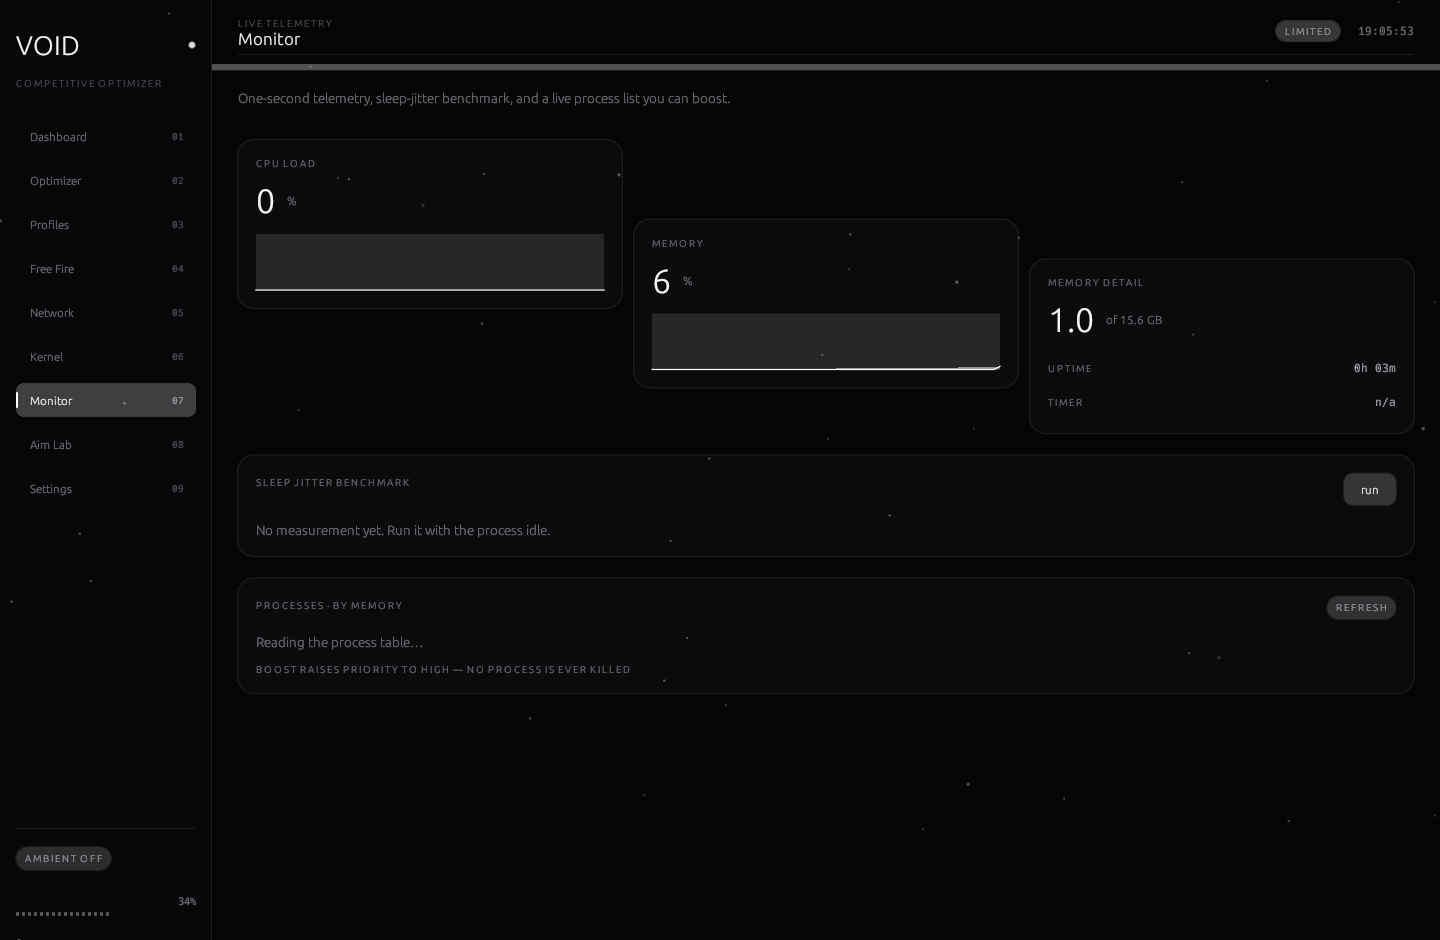 VOID
COMPETITIVE OPTIMIZER
Dashboard 01
Optimizer 02
Profiles 03
Free Fire 04
Network 05
Kernel 06
Monitor 07
Aim Lab 08
Settings 09
AMBIENT OFF
34%
LIVE TELEMETRY
Monitor
LIMITED 19:05:53
One-second telemetry, sleep-jitter benchmark, and a live process list you can boost.
CPU LOAD
0 %
MEMORY
6 %
MEMORY DETAIL
1.0 of 15.6 GB
UPTIME 0h 03m
TIMER n/a
SLEEP JITTER BENCHMARK
run
No measurement yet. Run it with the process idle.
PROCESSES · BY MEMORY
REFRESH
Reading the process table…
BOOST RAISES PRIORITY TO HIGH — NO PROCESS IS EVER KILLED